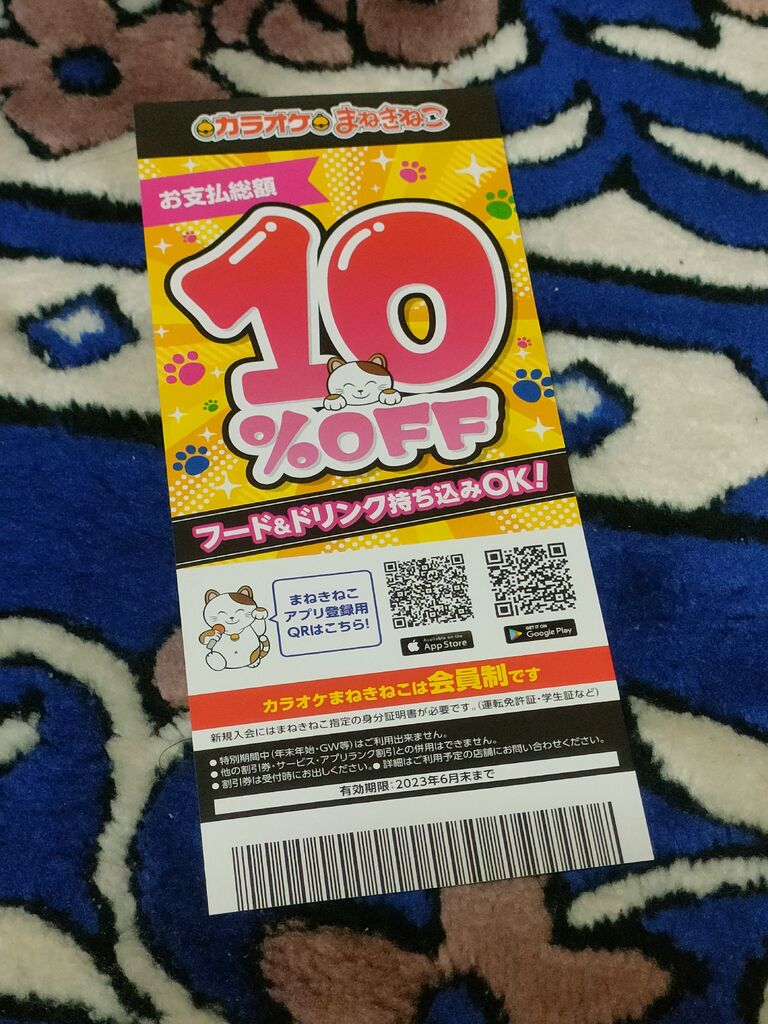 カラオケ まねきねこ
お支払総額
10
%OFF
フード&ドリンク持ち込みOK!
まねきねこ
アプリ登録用
QRはこちら!
Available on the
App Store
GET IT ON
Google Play
カラオケまねきねこは会員制です
新規入会にはまねきねこ指定の身分証明書が必要です。(運転免許証・学生証など)
●特別期間中(年末年始・GW等)はご利用出来ません。
●他の割引券・サービス・アプリランク割引との併用はできません。
●割引券は受付時にお出しください。●詳細はご利用予定の店舗にお問い合わせください。
有効期限:2023年6月末まで